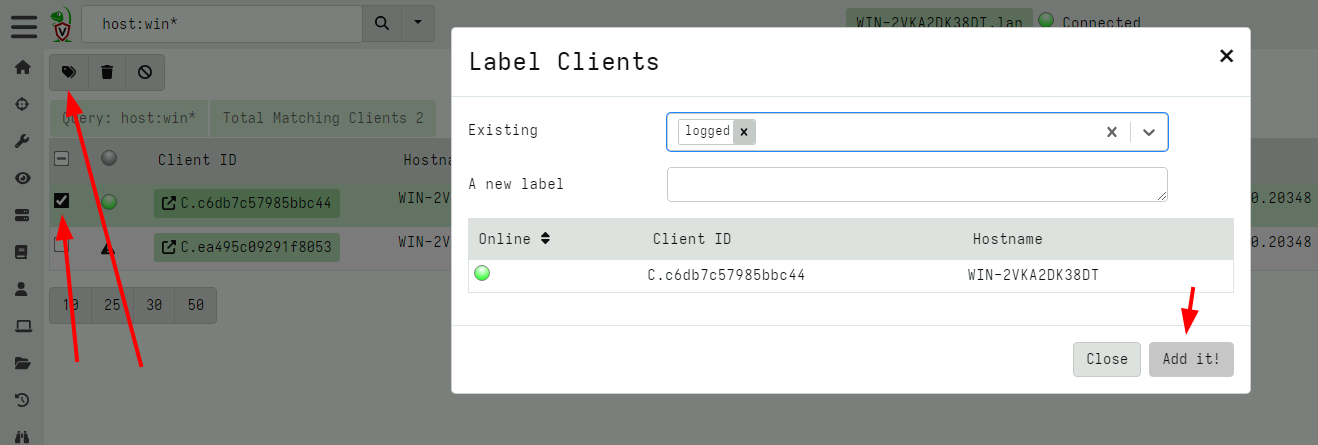 host:win*
WIN-2VKA2DK38DT.lan Connected
Label Clients
Query: host:win* Total Matching Clients 2
Existing logged
Client ID
A new label
C.c6db7c57985bbc44 WIN-2V 0.20348
C.ea495c09291f8053 WIN-2V 0.20348
Online Client ID Hostname
C.c6db7c57985bbc44 WIN-2VKA2DK38DT
10 25 30 50
Close Add it!